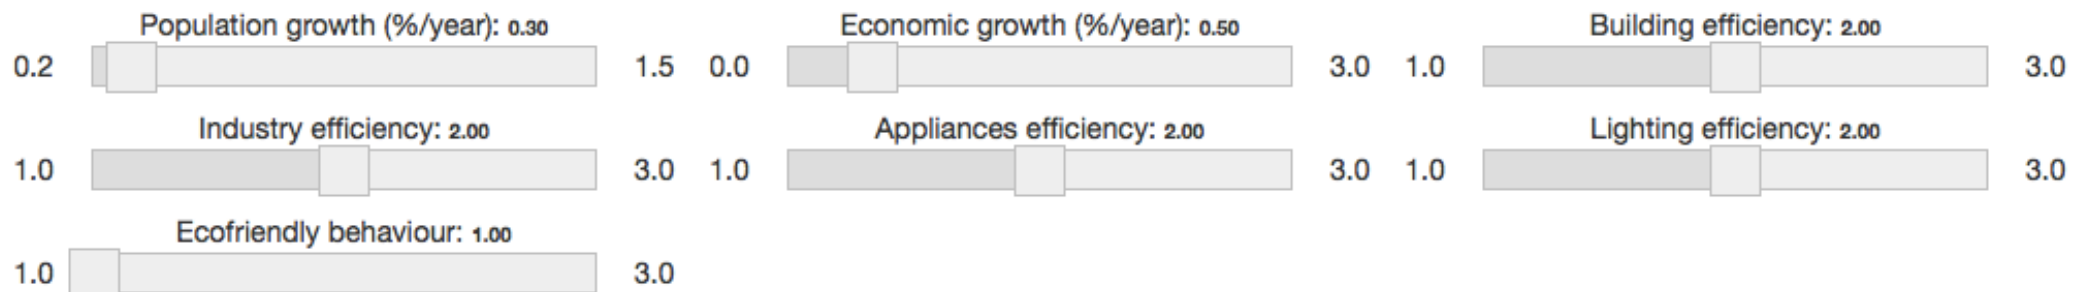 Population growth (%/year): 0.30 Economic growth (%/year): 0.50 Building efficiency: 2.00
0.2 1.5 0.0 3.0 1.0 3.0
Industry efficiency: 2.00 Appliances efficiency: 2.00 Lighting efficiency: 2.00
1.0 3.0 1.0 3.0 1.0 3.0
Ecofriendly behaviour: 1.00
1.0 3.0